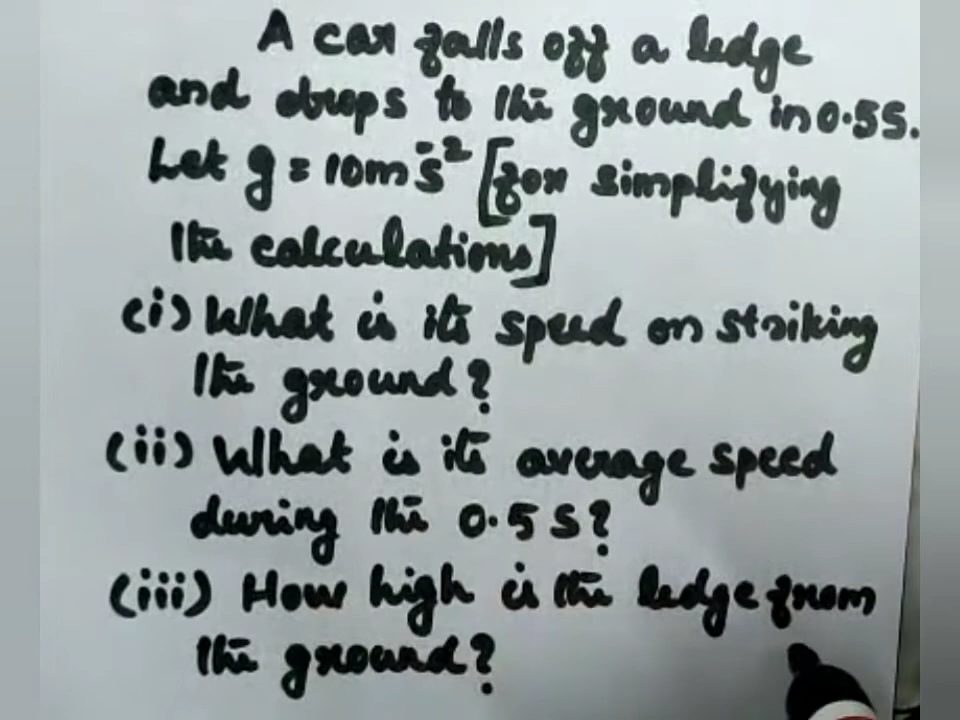 A car falls off a ledge
and drops to the ground in 0.5s.
Let g = 10m s⁻² [for simplifying
the calculations]
(i) What is its speed on striking
the ground?
(ii) What is its average speed
during the 0.5 s?
(iii) How high is the ledge from
the ground?